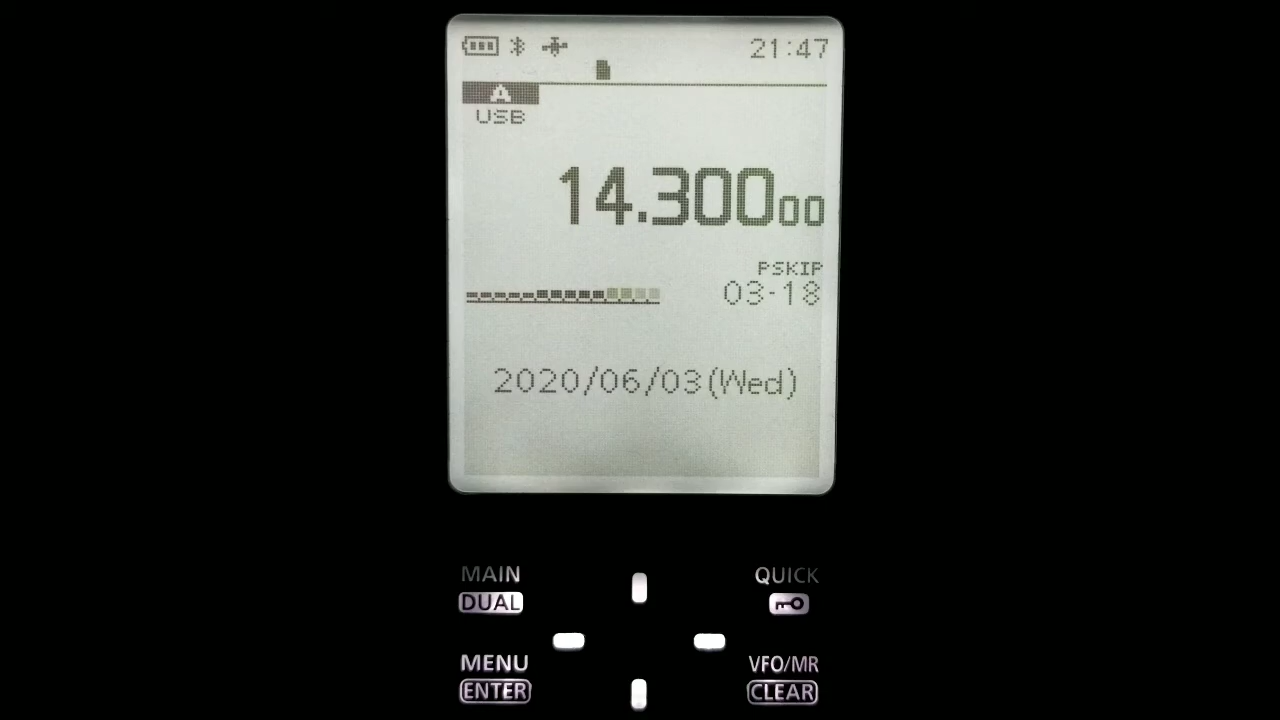 21:47
A
USB
14.30000
PSKIP
03-18
2020/06/03(Wed)
MAIN
QUICK
DUAL
MENU
VFO/MR
ENTER
CLEAR